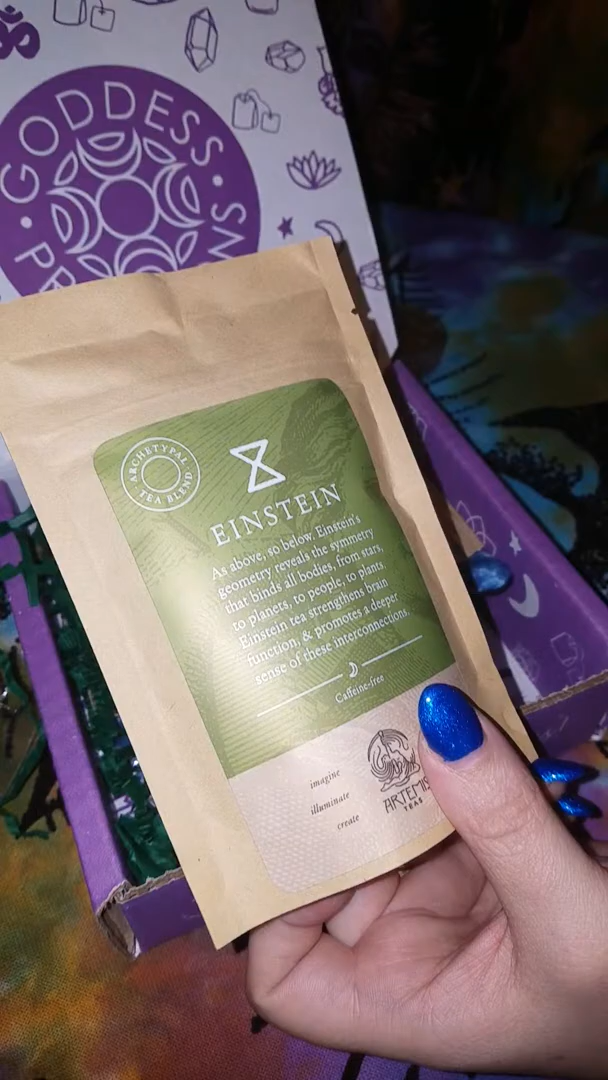 GODDESS
ARCHETYPAL
TEA BLEND
EINSTEIN
As above, so below. Einstein's
geometry reveals the symmetry
that binds all bodies, from stars,
to planets, to people, to plants
Einstein tea strengthens brain
function, & promotes a deeper
sense of these interconnections.
Caffeine-free
imagine
illuminate
create
ARTEMIS
TEAS